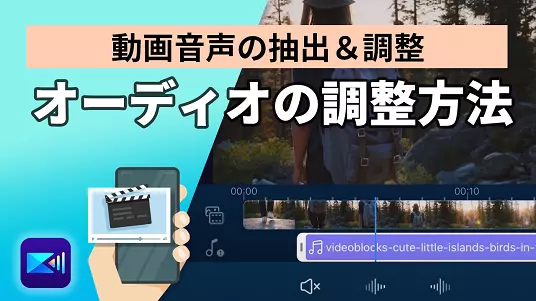 動画音声の抽出＆調整
オーディオの調整方法
00:00
00:10
videoblocks-cute-little-islands-birds-in-